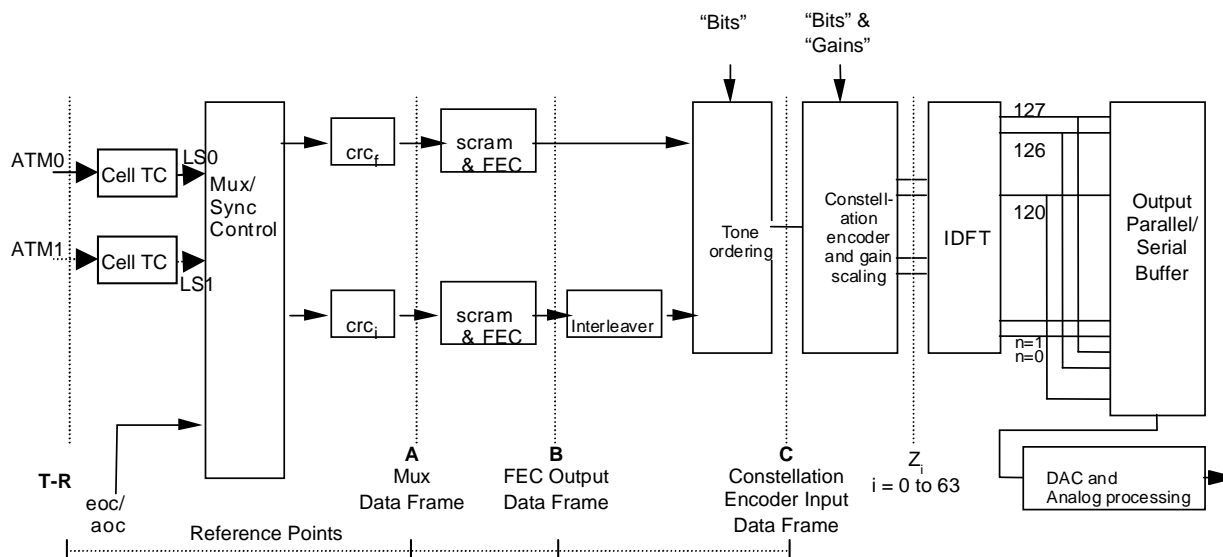 “Bits”
“Bits” &
“Gains”
ATM0
Cell TC
LS0
ATM1
Cell TC
LS1
Mux/
Sync
Control
crcf
scram
& FEC
crci
scram
& FEC
Interleaver
Tone
ordering
Constell-
ation
encoder
and gain
scaling
IDFT
127
126
120
n=1
n=0
Output
Parallel/
Serial
Buffer
T-R
eoc/
aoc
A
Mux
Data Frame
B
FEC Output
Data Frame
C
Constellation
Encoder Input
Data Frame
Zi
i = 0 to 63
DAC and
Analog processing
Reference Points